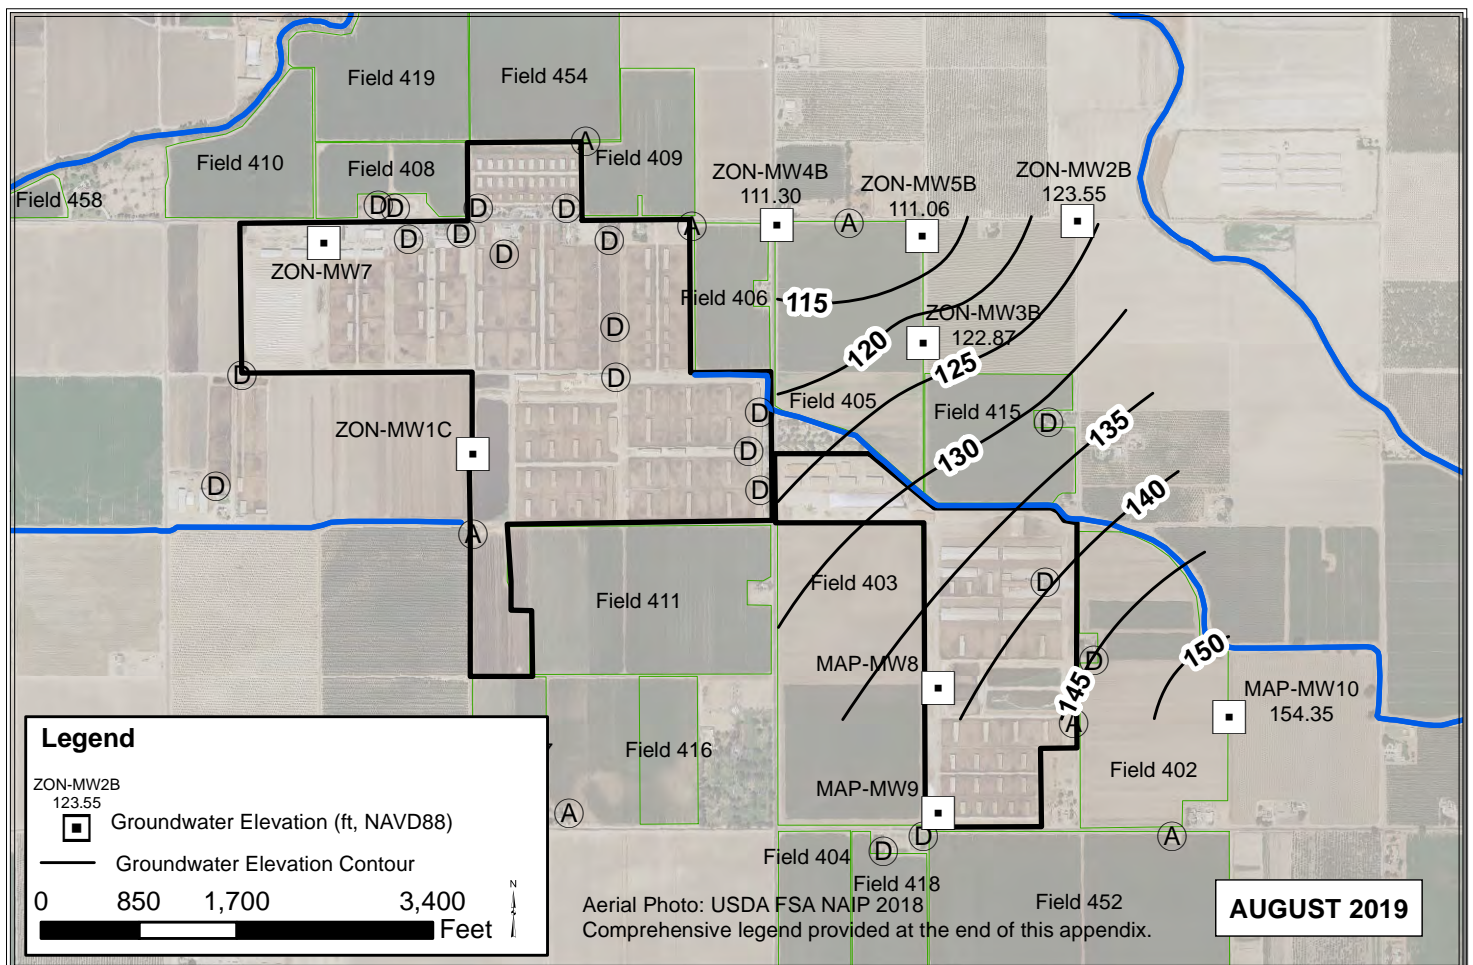 Field 419
Field 454
Field 410
Field 408
Field 409
Field 458
A
ZON-MW4B
111.30
ZON-MW5B
111.06
ZON-MW2B
123.55
D
D
D
D
A
A
D
D
D
D
ZON-MW7
Field 406
115
ZON-MW3B
122.87
D
120
125
D
D
Field 405
Field 415
D
D
ZON-MW1C
D
130
135
D
D
140
A
Field 403
D
Field 411
150
MAP-MW8
D
145
MAP-MW10
154.35
A
Field 416
Field 402
MAP-MW9
A
D
A
Field 404
D
Field 418
Field 452
Legend
ZON-MW2B
123.55
Groundwater Elevation (ft, NAVD88)
Groundwater Elevation Contour
0 850 1,700 3,400
Feet
N
Aerial Photo: USDA FSA NAIP 2018
Comprehensive legend provided at the end of this appendix.
AUGUST 2019